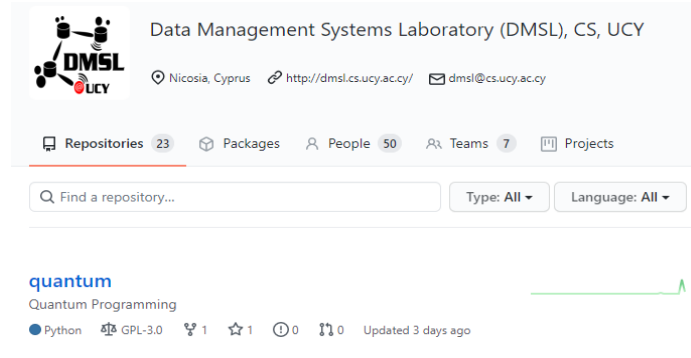 Data Management Systems Laboratory (DMSL), CS, UCY
DMSL
UCY
Nicosia, Cyprus http://dmsl.cs.ucy.ac.cy/ dmsl@cs.ucy.ac.cy
Repositories 23 Packages People 50 Teams 7 Projects
Find a repository... Type: All Language: All
quantum
Quantum Programming
Python GPL-3.0 1 1 0 0 Updated 3 days ago